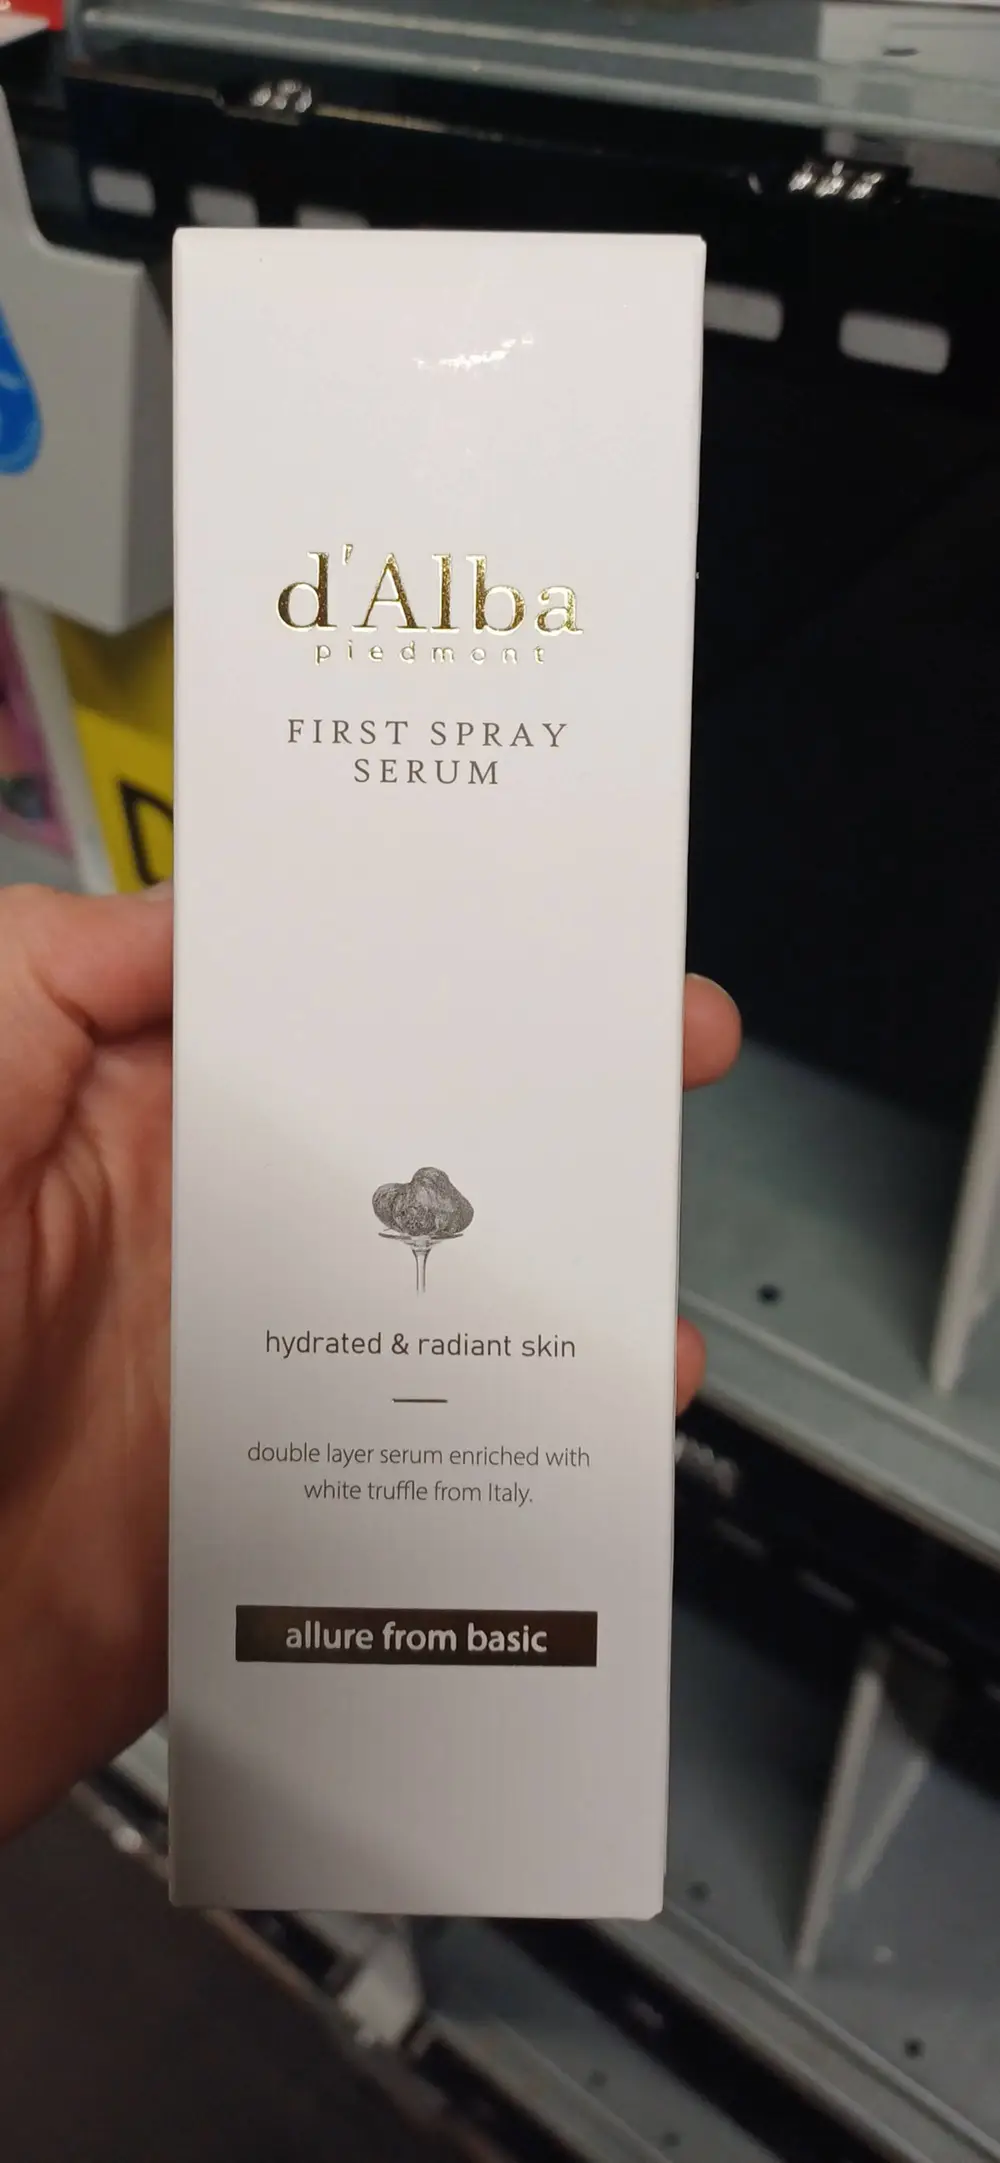 d'Alba
piedmont
FIRST SPRAY
SERUM
hydrated & radiant skin
double layer serum enriched with
white truffle from Italy.
allure from basic